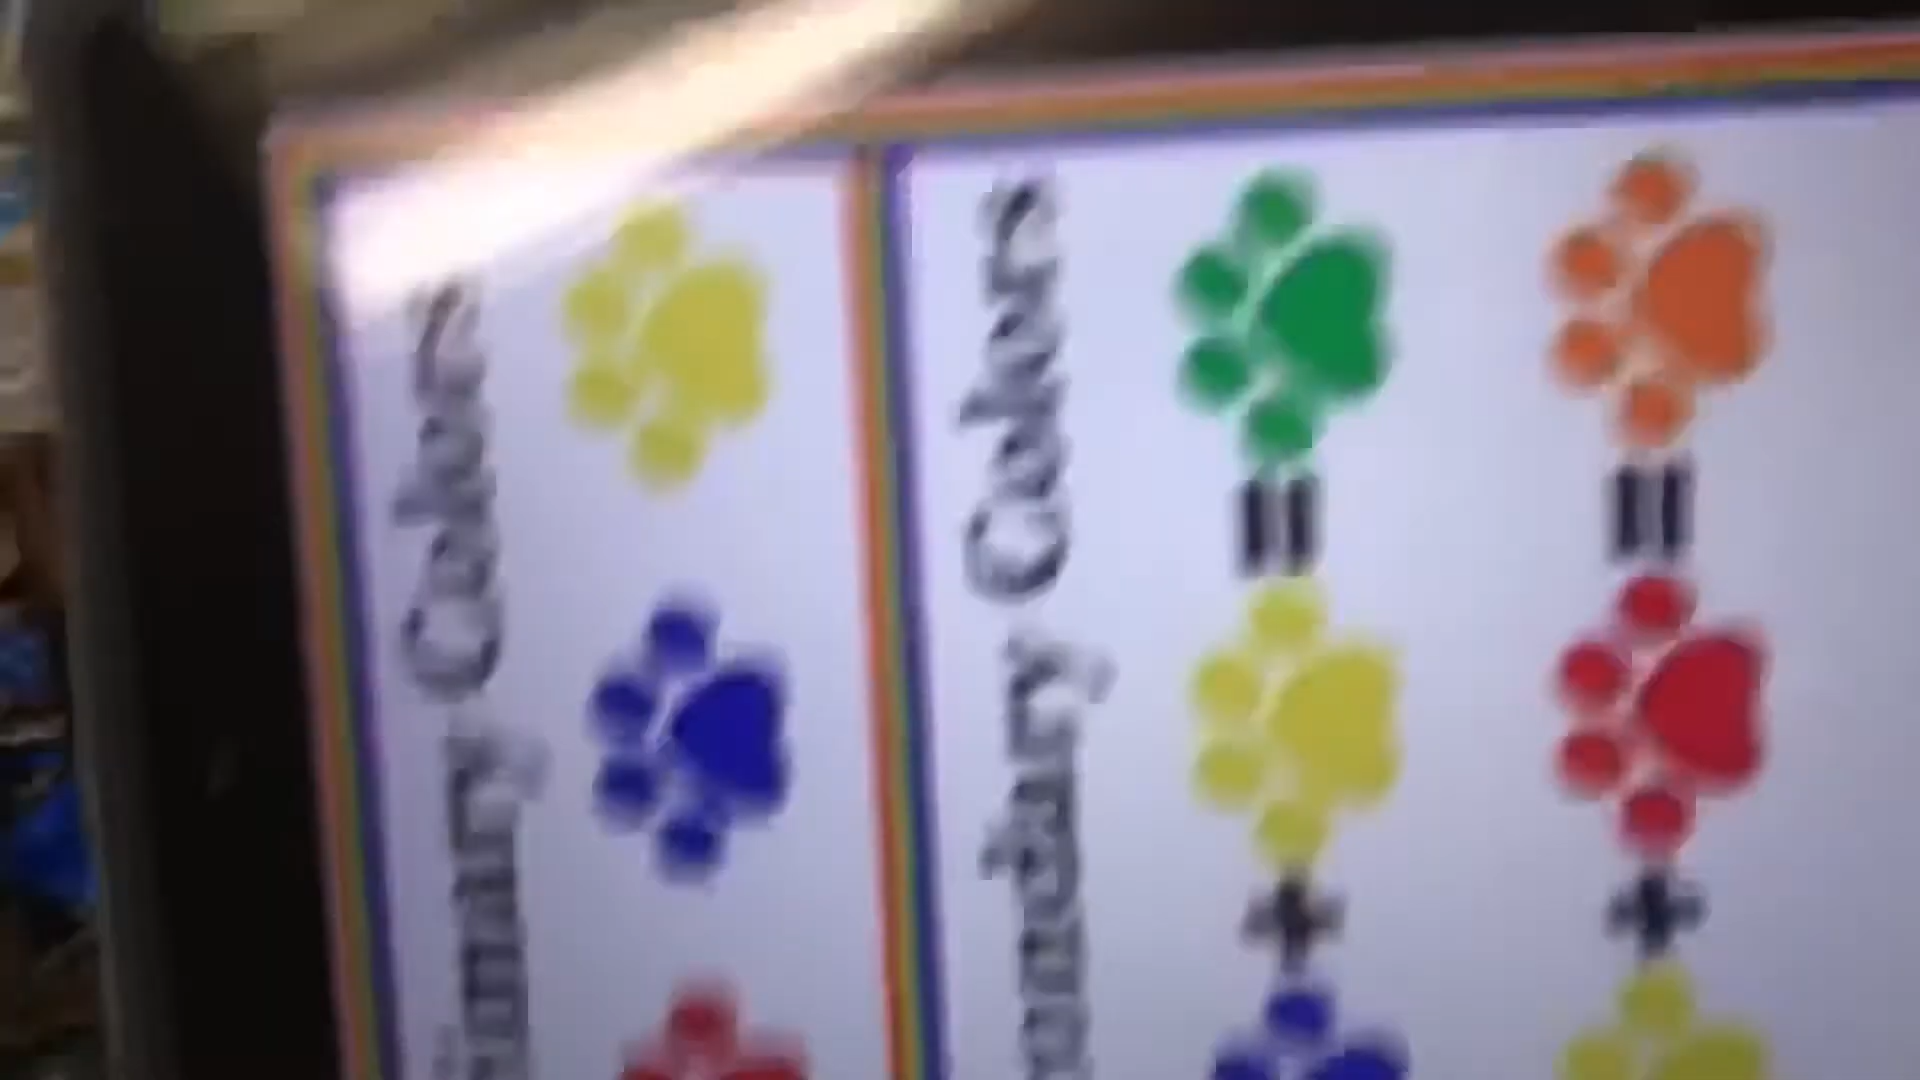 Primary Colors
Secondary Colors
=
=
+
+